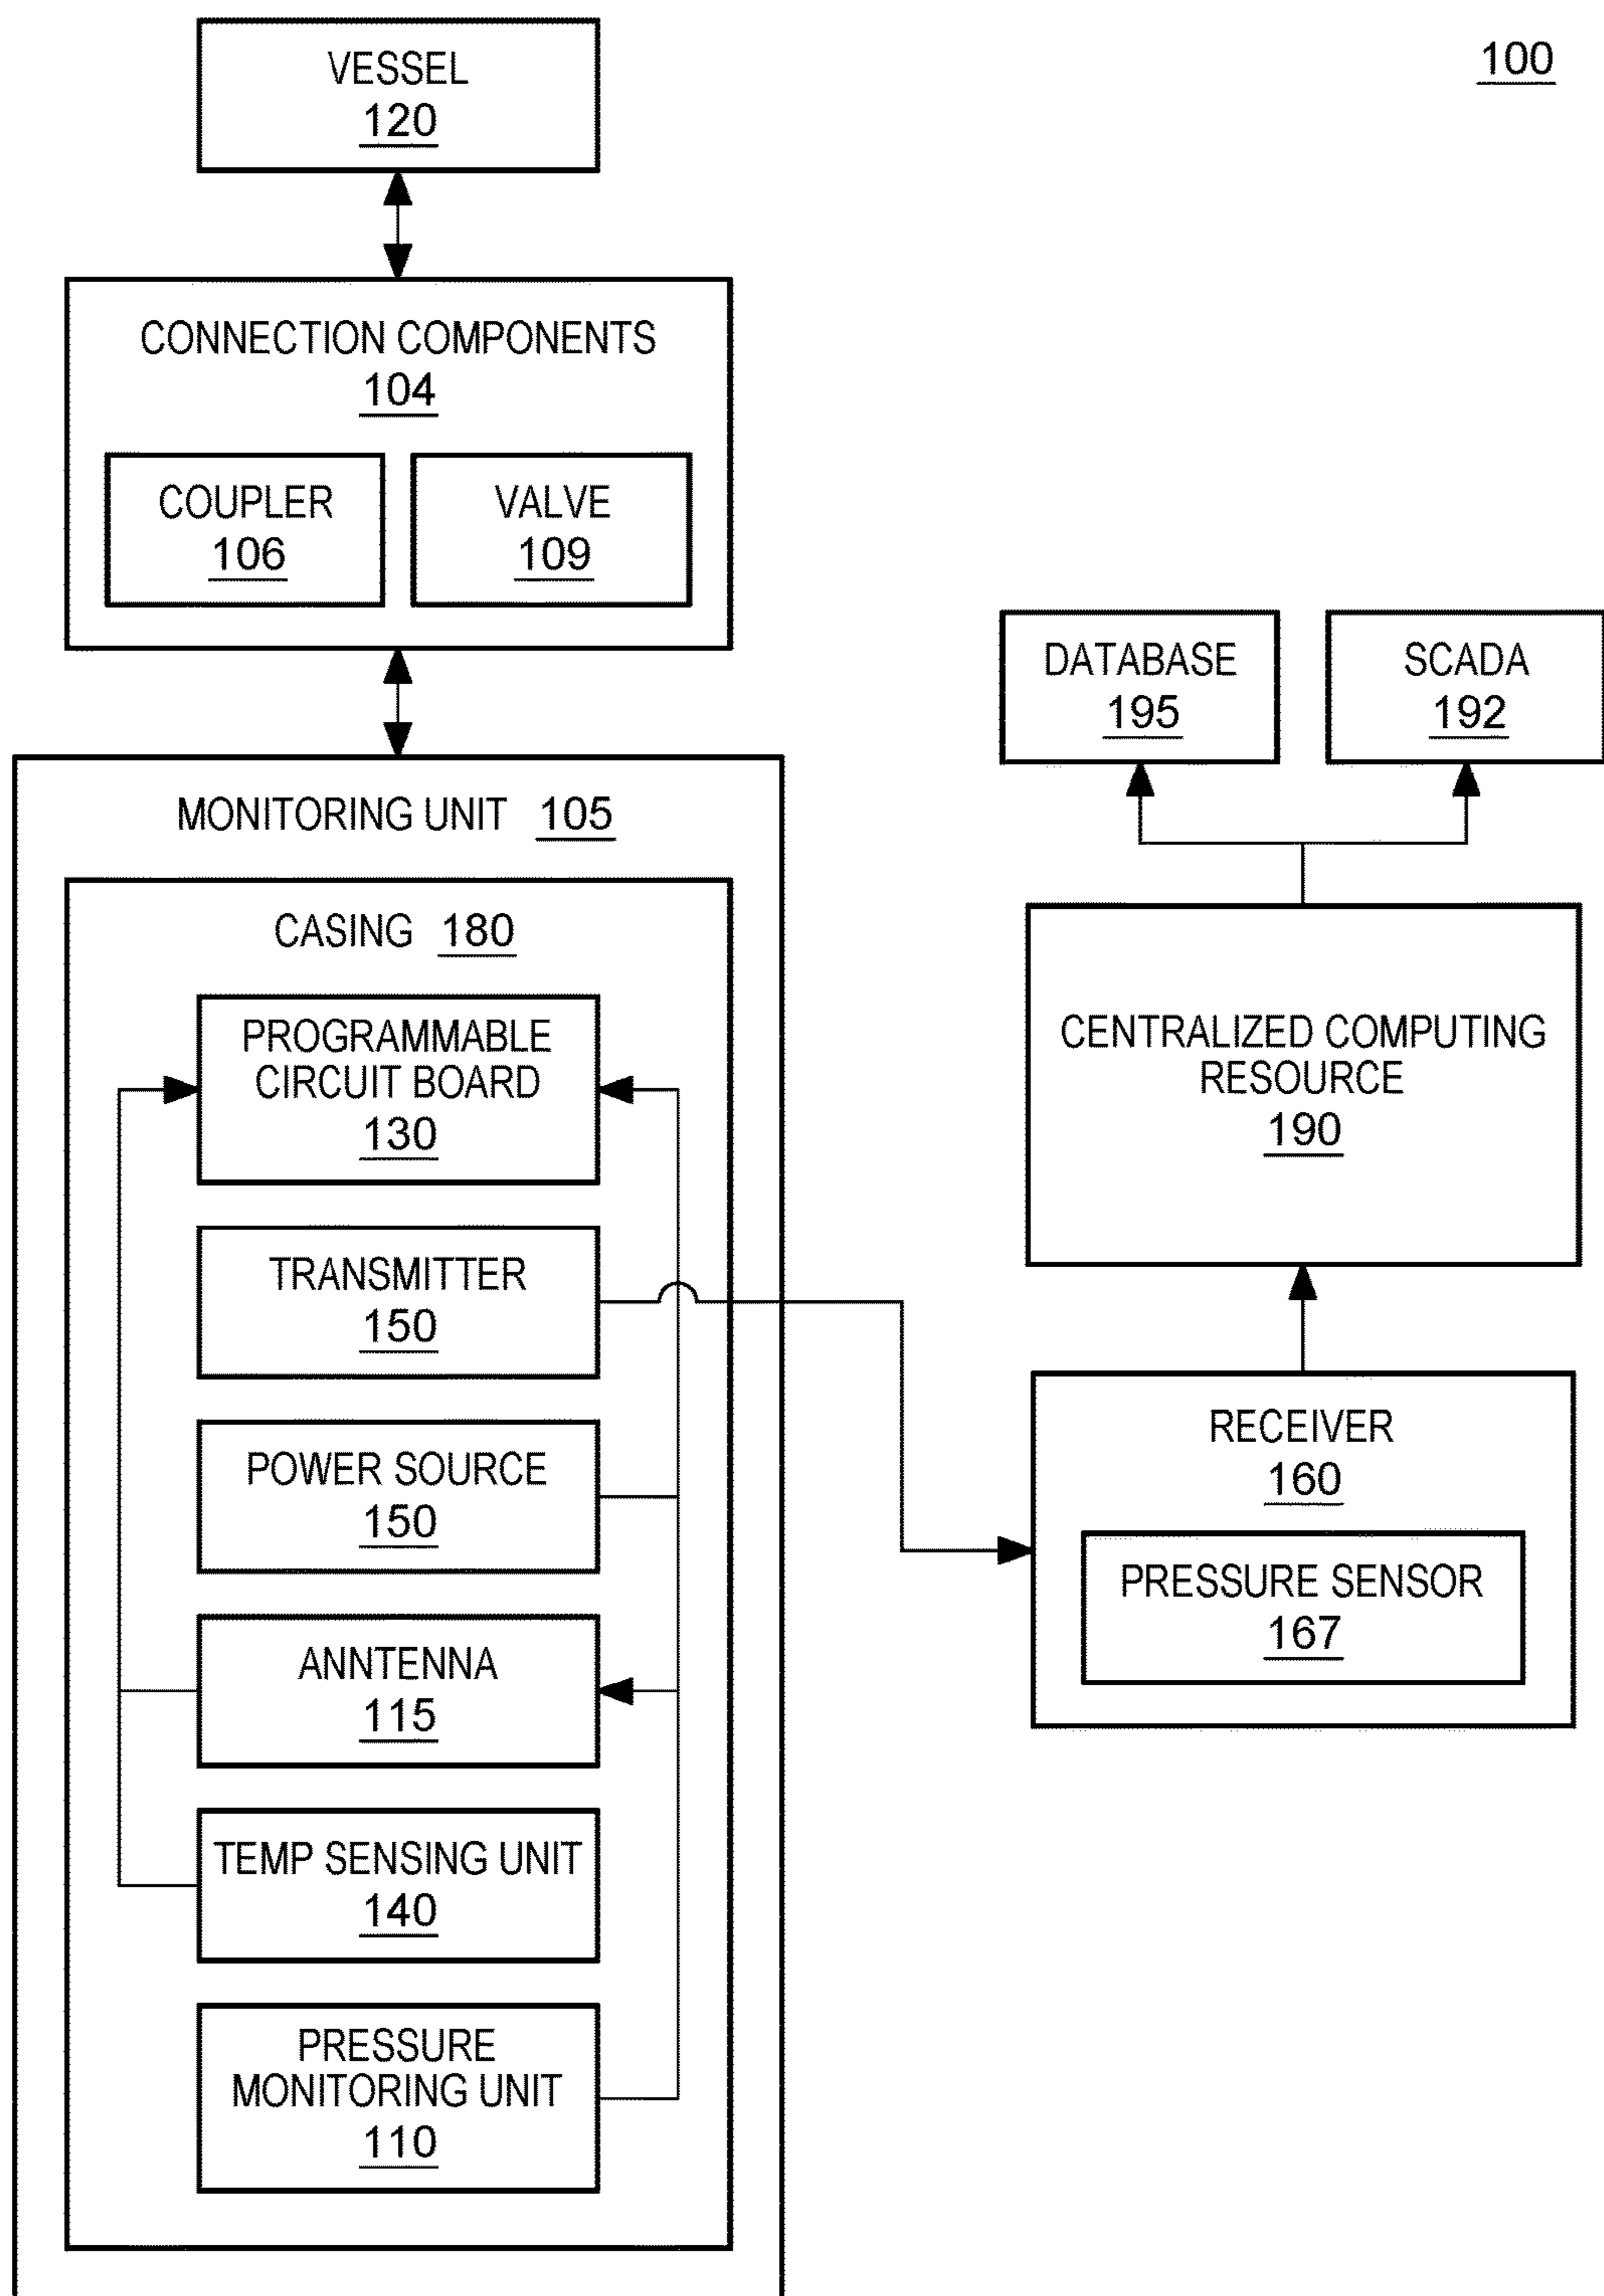 100
VESSEL
120
CONNECTION COMPONENTS
104
COUPLER
106
VALVE
109
MONITORING UNIT 105
CASING 180
PROGRAMMABLE
CIRCUIT BOARD
130
TRANSMITTER
150
POWER SOURCE
150
ANNTENNA
115
TEMP SENSING UNIT
140
PRESSURE
MONITORING UNIT
110
DATABASE
195
SCADA
192
CENTRALIZED COMPUTING
RESOURCE
190
RECEIVER
160
PRESSURE SENSOR
167